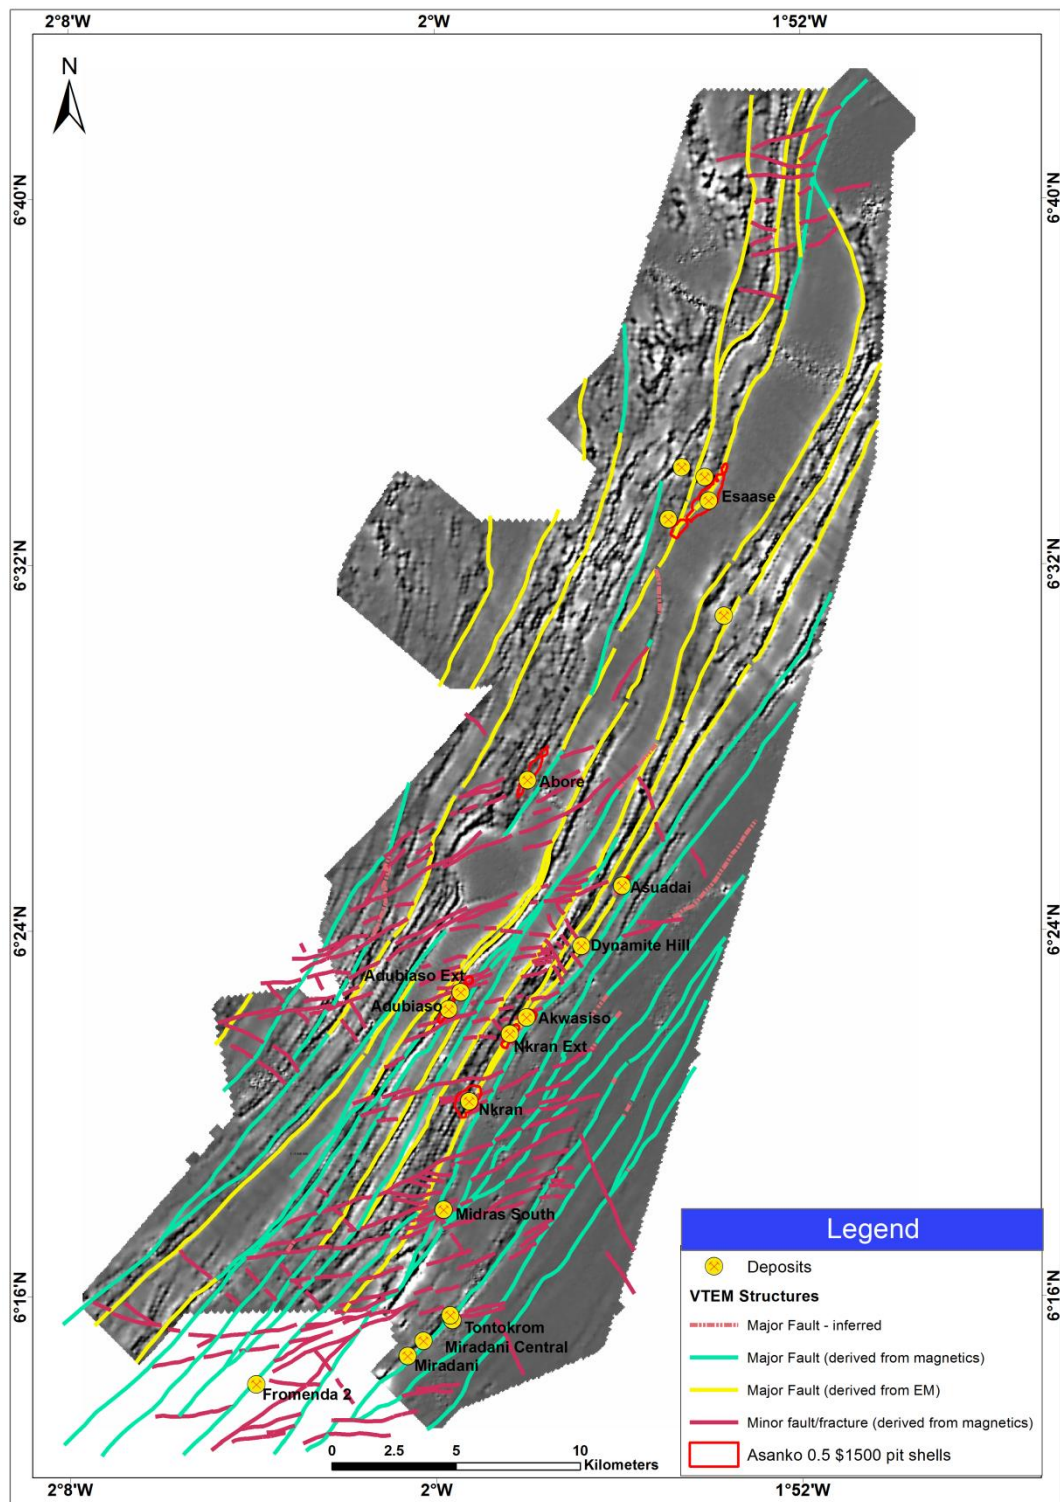 2°8'W
2°W
1°52'W
N
6°40'N
6°40'N
Esaase
6°32'N
6°32'N
Abore
Asuadai
6°24'N
6°24'N
Dynamite Hill
Adubiaso Ext
Adubiaso
Akwasiso
Nkran Ext
Nkran
Midras South
6°16'N
6°16'N
Tontokrom
Miradani Central
Miradani
Fromenda 2
Legend
Deposits
VTEM Structures
Major Fault - inferred
Major Fault (derived from magnetics)
Major Fault (derived from EM)
Minor fault/fracture (derived from magnetics)
Asanko 0.5 $1500 pit shells
0 2.5 5 10
Kilometers
2°8'W
2°W
1°52'W